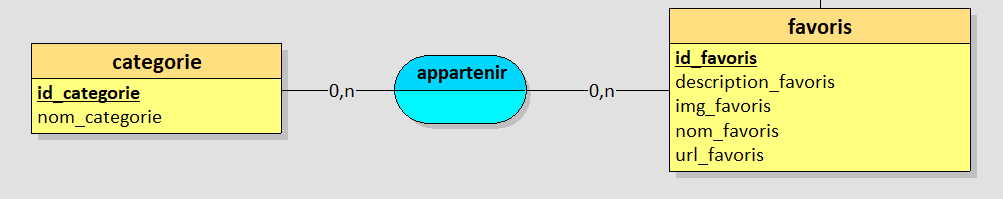 categorie
id_categorie
nom_categorie
0,n
appartenir
0,n
favoris
id_favoris
description_favoris
img_favoris
nom_favoris
url_favoris